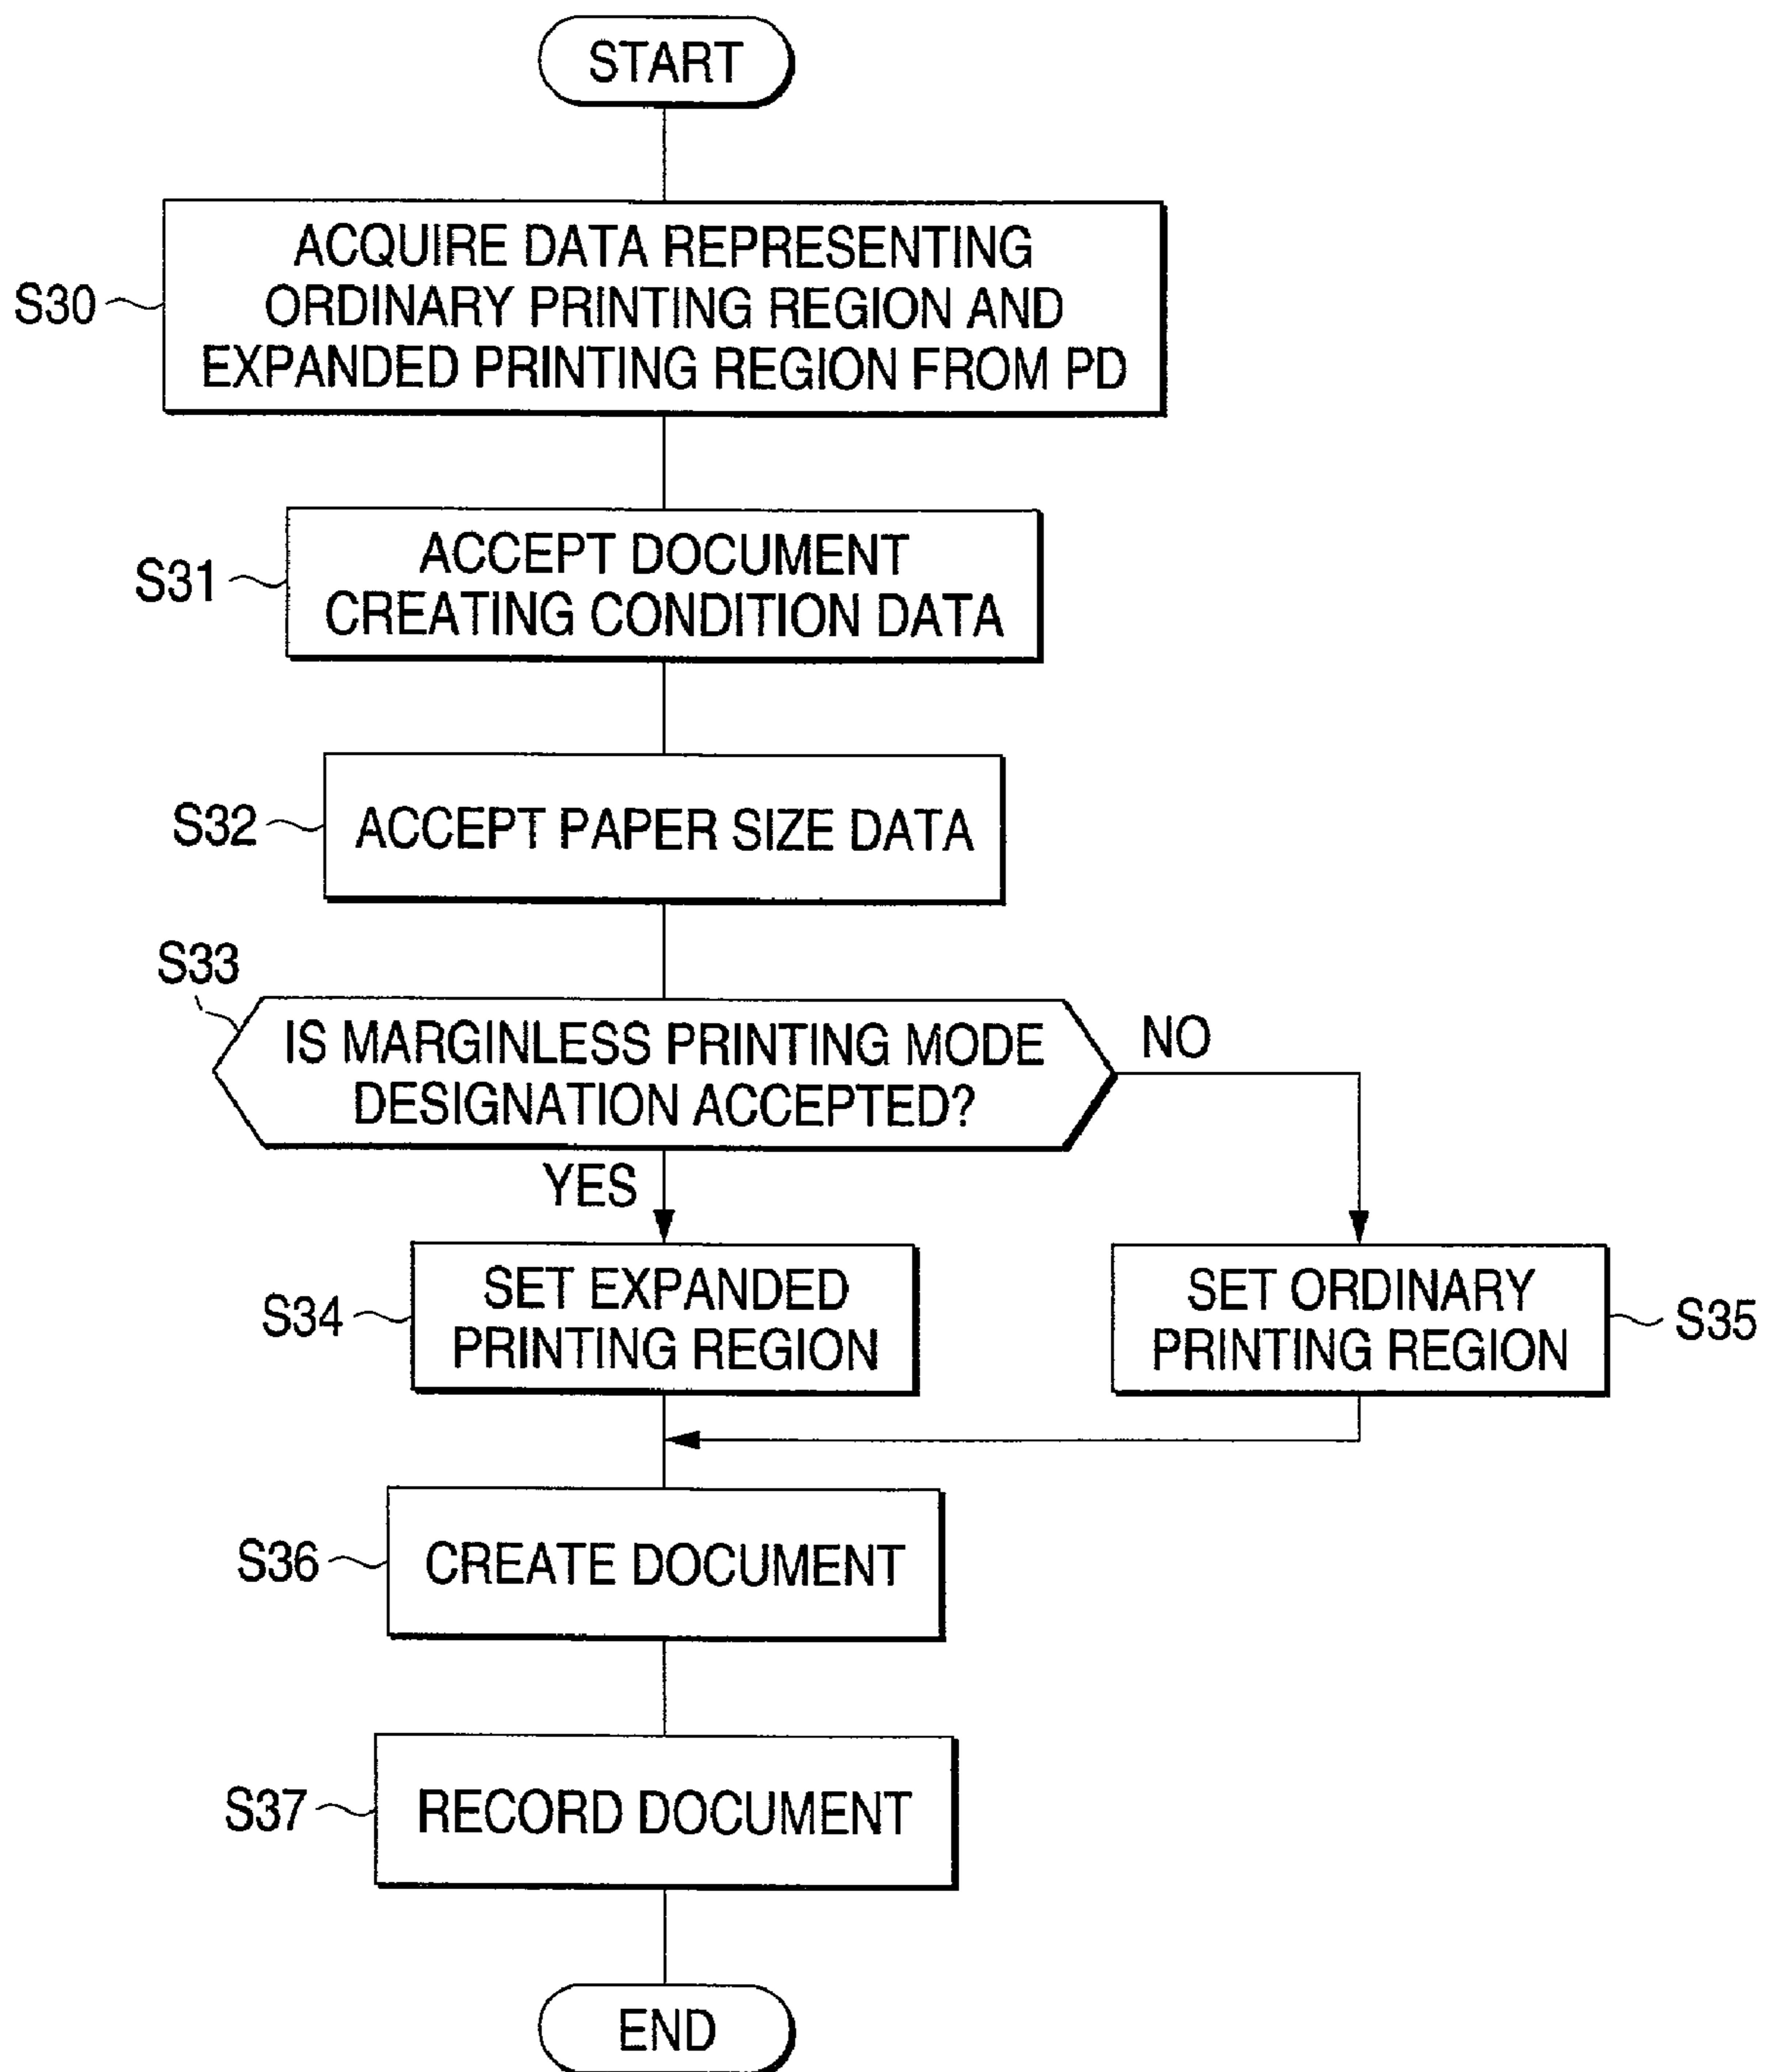 START
S30
ACQUIRE DATA REPRESENTING
ORDINARY PRINTING REGION AND
EXPANDED PRINTING REGION FROM PD
S31
ACCEPT DOCUMENT
CREATING CONDITION DATA
S32
ACCEPT PAPER SIZE DATA
S33
IS MARGINLESS PRINTING MODE
DESIGNATION ACCEPTED?
NO
YES
S34
SET EXPANDED
PRINTING REGION
SET ORDINARY
PRINTING REGION
S35
S36
CREATE DOCUMENT
S37
RECORD DOCUMENT
END